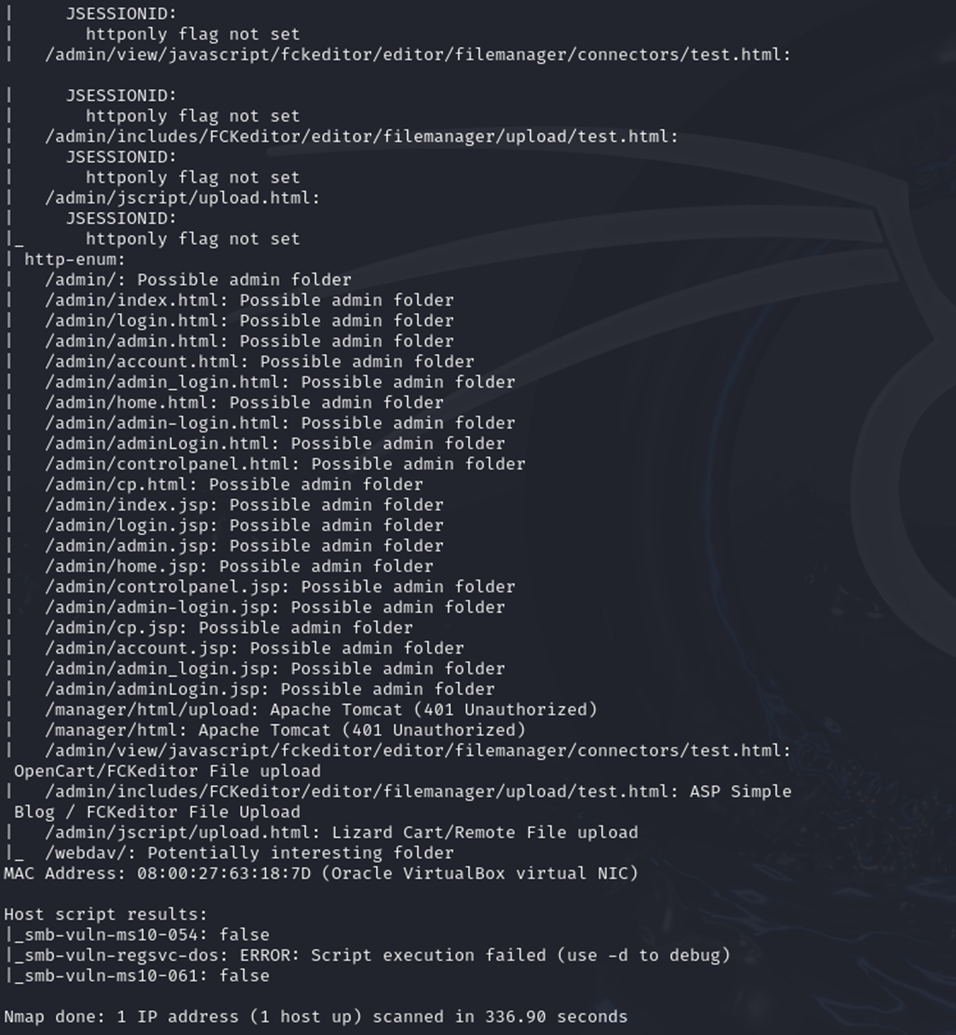 |     JSESSIONID:
|       httponly flag not set
|   /admin/view/javascript/fckeditor/editor/filemanager/connectors/test.html:
|     JSESSIONID:
|       httponly flag not set
|   /admin/includes/FCKeditor/editor/filemanager/upload/test.html:
|     JSESSIONID:
|       httponly flag not set
|   /admin/jscript/upload.html:
|     JSESSIONID:
|_      httponly flag not set
| http-enum:
|   /admin/: Possible admin folder
|   /admin/index.html: Possible admin folder
|   /admin/login.html: Possible admin folder
|   /admin/admin.html: Possible admin folder
|   /admin/account.html: Possible admin folder
|   /admin/admin_login.html: Possible admin folder
|   /admin/home.html: Possible admin folder
|   /admin/admin-login.html: Possible admin folder
|   /admin/adminLogin.html: Possible admin folder
|   /admin/controlpanel.html: Possible admin folder
|   /admin/cp.html: Possible admin folder
|   /admin/index.jsp: Possible admin folder
|   /admin/login.jsp: Possible admin folder
|   /admin/admin.jsp: Possible admin folder
|   /admin/home.jsp: Possible admin folder
|   /admin/controlpanel.jsp: Possible admin folder
|   /admin/admin-login.jsp: Possible admin folder
|   /admin/cp.jsp: Possible admin folder
|   /admin/account.jsp: Possible admin folder
|   /admin/admin_login.jsp: Possible admin folder
|   /admin/adminLogin.jsp: Possible admin folder
|   /manager/html/upload: Apache Tomcat (401 Unauthorized)
|   /manager/html: Apache Tomcat (401 Unauthorized)
|   /admin/view/javascript/fckeditor/editor/filemanager/connectors/test.html:
 OpenCart/FCKeditor File upload
|   /admin/includes/FCKeditor/editor/filemanager/upload/test.html: ASP Simple
 Blog / FCKeditor File Upload
|   /admin/jscript/upload.html: Lizard Cart/Remote File upload
|_  /webdav/: Potentially interesting folder
MAC Address: 08:00:27:63:18:7D (Oracle VirtualBox virtual NIC)
Host script results:
|_smb-vuln-ms10-054: false
|_smb-vuln-regsvc-dos: ERROR: Script execution failed (use -d to debug)
|_smb-vuln-ms10-061: false
Nmap done: 1 IP address (1 host up) scanned in 336.90 seconds